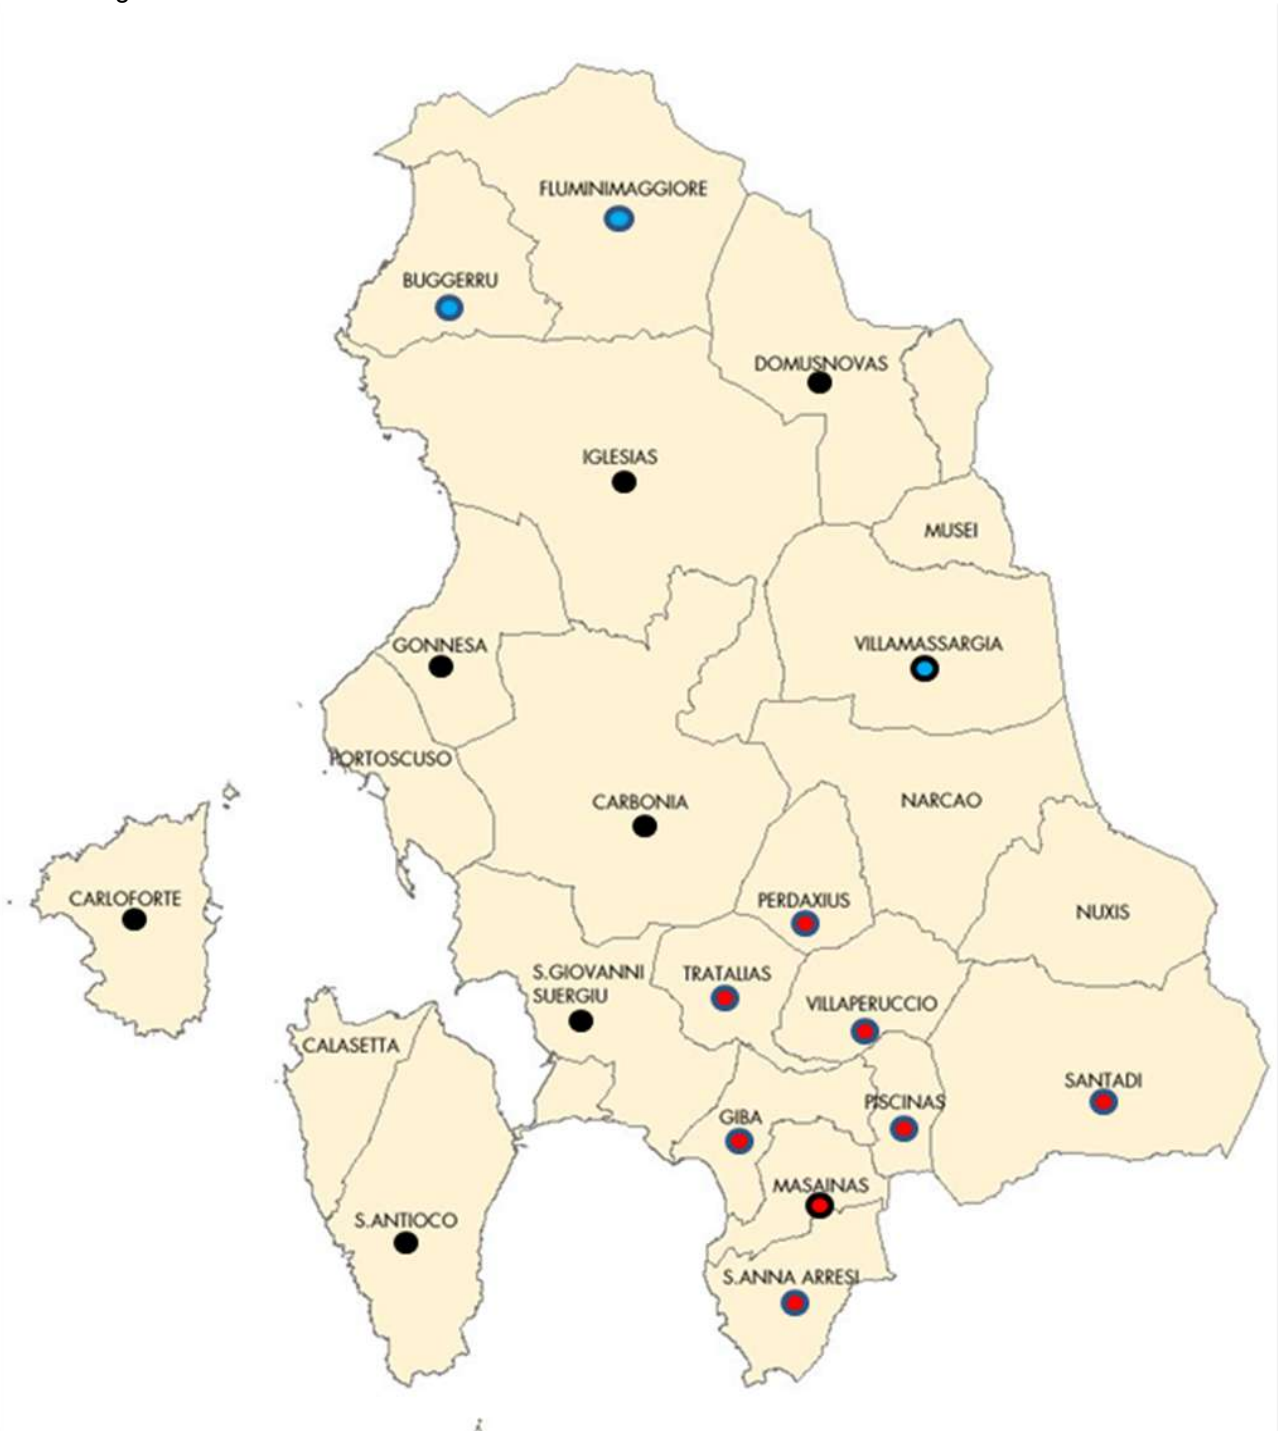 FLUMINIMAGGIORE
BUGGERRU
DOMUSNOVAS
IGLESIAS
MUSEI
GONNESA
VILLAMASSARGIA
PORTOSCUSO
CARBONIA
NARCAO
CARLOFORTE
PERDAXIUS
NUXIS
S.GIOVANNI
SUERGIU
TRATALIAS
VILLAPERUCCIO
CALASETTA
SANTADI
PISCINAS
GIBA
MASAINAS
S.ANTIOCO
S.ANNA ARRESI